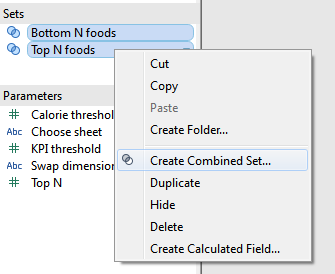 Sets
Bottom N foods
Top N foods
Parameters
Calorie threshold
Abc Choose sheet
KPI threshold
Abc Swap dimension
Top N
Cut
Copy
Paste
Create Folder...
Create Combined Set...
Duplicate
Hide
Delete
Create Calculated Field...